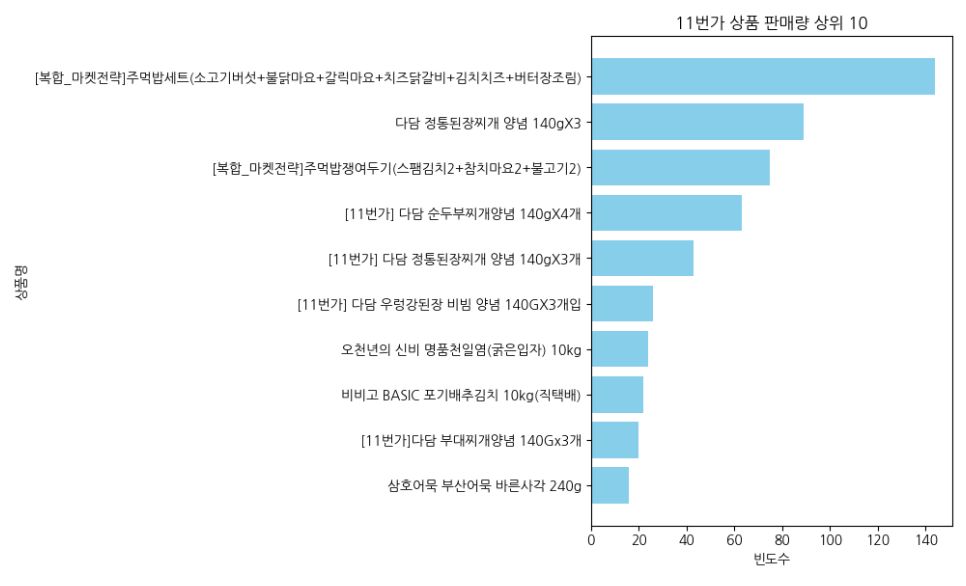 11번가 상품 판매량 상위 10
[복합_마켓전략]주먹밥세트(소고기버섯+불닭마요+갈릭마요+치즈닭갈비+김치치즈+버터장조림)
다담 정통된장찌개 양념 140gX3
[복합_마켓전략]주먹밥쟁여두기(스팸김치2+참치마요2+불고기2)
[11번가] 다담 순두부찌개양념 140gX4개
[11번가] 다담 정통된장찌개 양념 140gX3개
[11번가] 다담 우렁강된장 비빔 양념 140GX3개입
오천년의 신비 명품천일염(굵은입자) 10kg
비비고 BASIC 포기배추김치 10kg(직택배)
[11번가]다담 부대찌개양념 140Gx3개
삼호어묵 부산어묵 바른사각 240g
상품명
0 20 40 60 80 100 120 140
빈도수